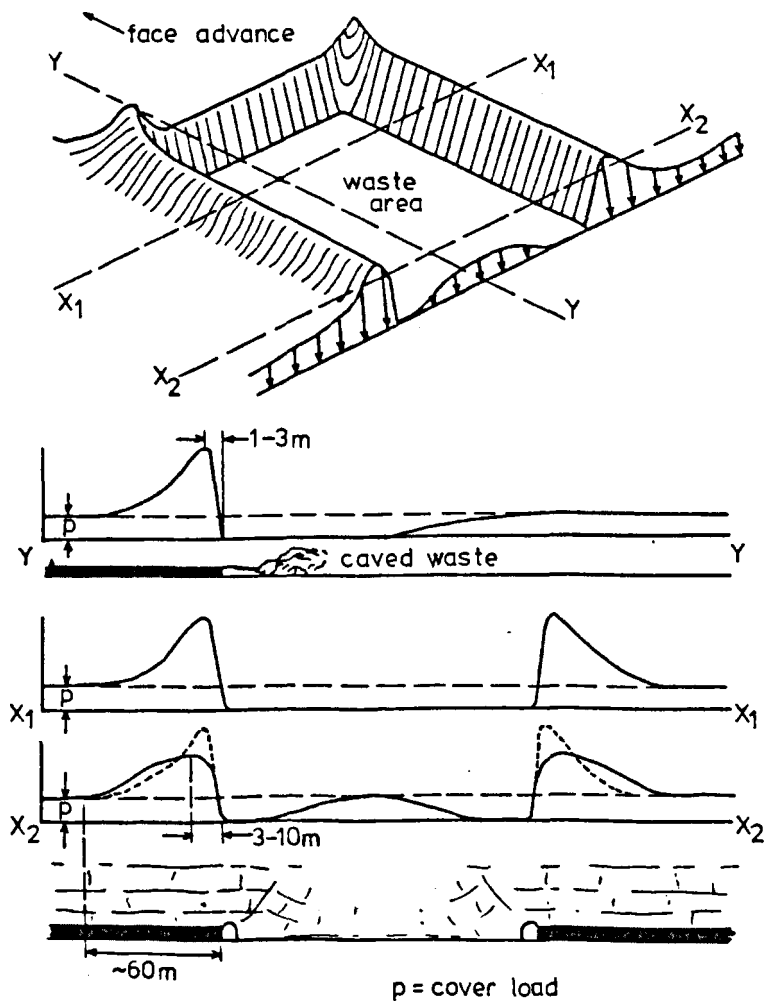 face advance
Y
X1
X2
waste
area
X1
X2
Y
1-3m
p
Y
Y
caved waste
p
X1
X1
p
X2
X2
3-10m
~60m
p = cover load